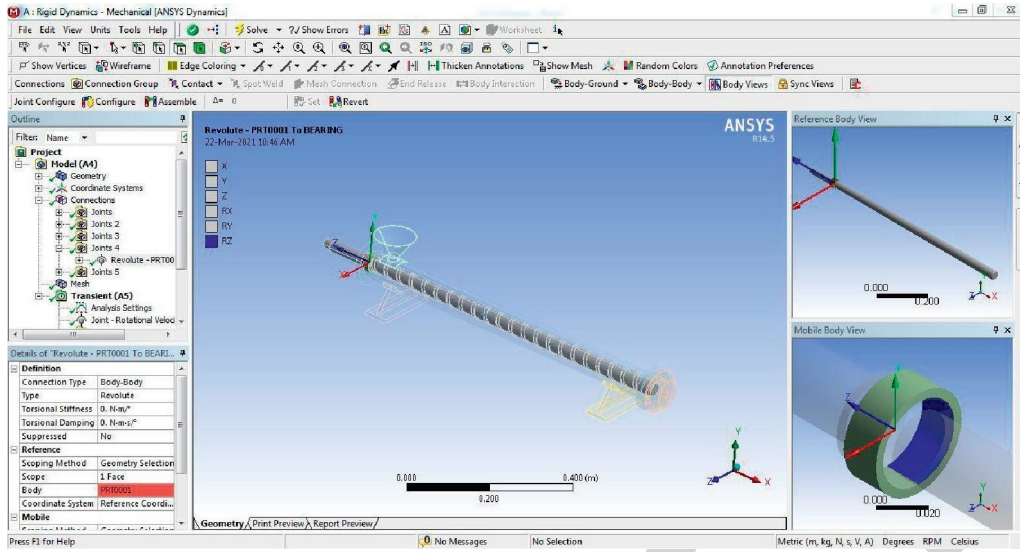 A : Rigid Dynamics - Mechanical [ANSYS Dynamics]
File Edit View Units Tools Help Solve ?/ Show Errors Worksheet
Show Vertices Wireframe Edge Coloring Thicken Annotations Show Mesh Random Colors Annotation Preferences
Connections Connection Group Contact Spot Weld Mesh Connection End Release Body Interaction Body-Ground Body-Body Body Views Sync Views
Joint Configure Configure Assemble Δ= 0 Set Revert
Outline
Filter: Name
Project
Model (A4)
Geometry
Coordinate Systems
Connections
Joints
Joints 2
Joints 3
Joints 4
Revolute - PRT00
Joints 5
Mesh
Transient (A5)
Analysis Settings
Joint - Rotational Veloci
Details of "Revolute - PRT0001 To BEARI...
Definition
Connection Type Body-Body
Type Revolute
Torsional Stiffness 0. N·m/°
Torsional Damping 0. N·m·s/°
Suppressed No
Reference
Scoping Method Geometry Selection
Scope 1 Face
Body PRT0001
Coordinate System Reference Coordi...
Mobile
Scoping Method Geometry Selection
Revolute - PRT0001 To BEARING
22-Mar-2021 10:46 AM
X
Y
Z
RX
RY
RZ
ANSYS
R14.5
Y
Z
X
0.000
0.400 (m)
0.200
Y
Z
X
Geometry Print Preview Report Preview
Reference Body View
0.000
0.200
Y
Z X
Mobile Body View
0.000
0.020
Y
Z X
Press F1 for Help
0 No Messages
No Selection
Metric (m, kg, N, s, V, A) Degrees RPM Celsius